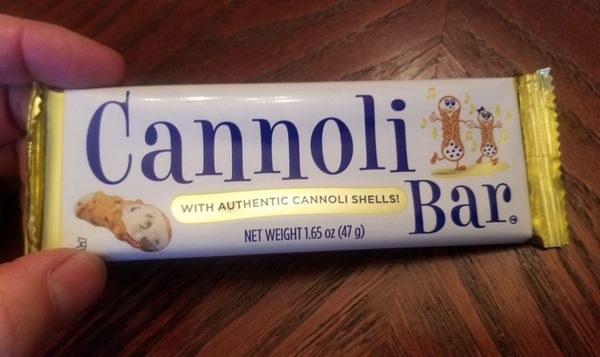 Cannoli
WITH AUTHENTIC CANNOLI SHELLS!
Bar
NET WEIGHT 1.65 oz (47 g)